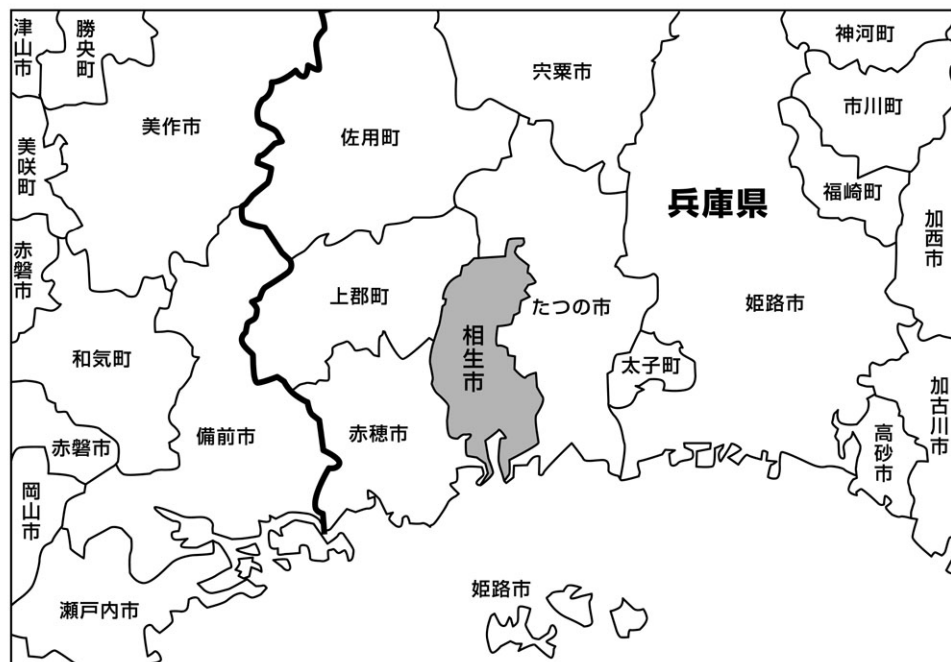 津山市
勝央町
宍粟市
神河町
市川町
美作市
佐用町
美咲町
福崎町
兵庫県
加西市
赤磐市
上郡町
たつの市
姫路市
相生市
和気町
太子町
加古川市
備前市
赤穂市
赤磐市
高砂市
岡山市
姫路市
瀬戸内市